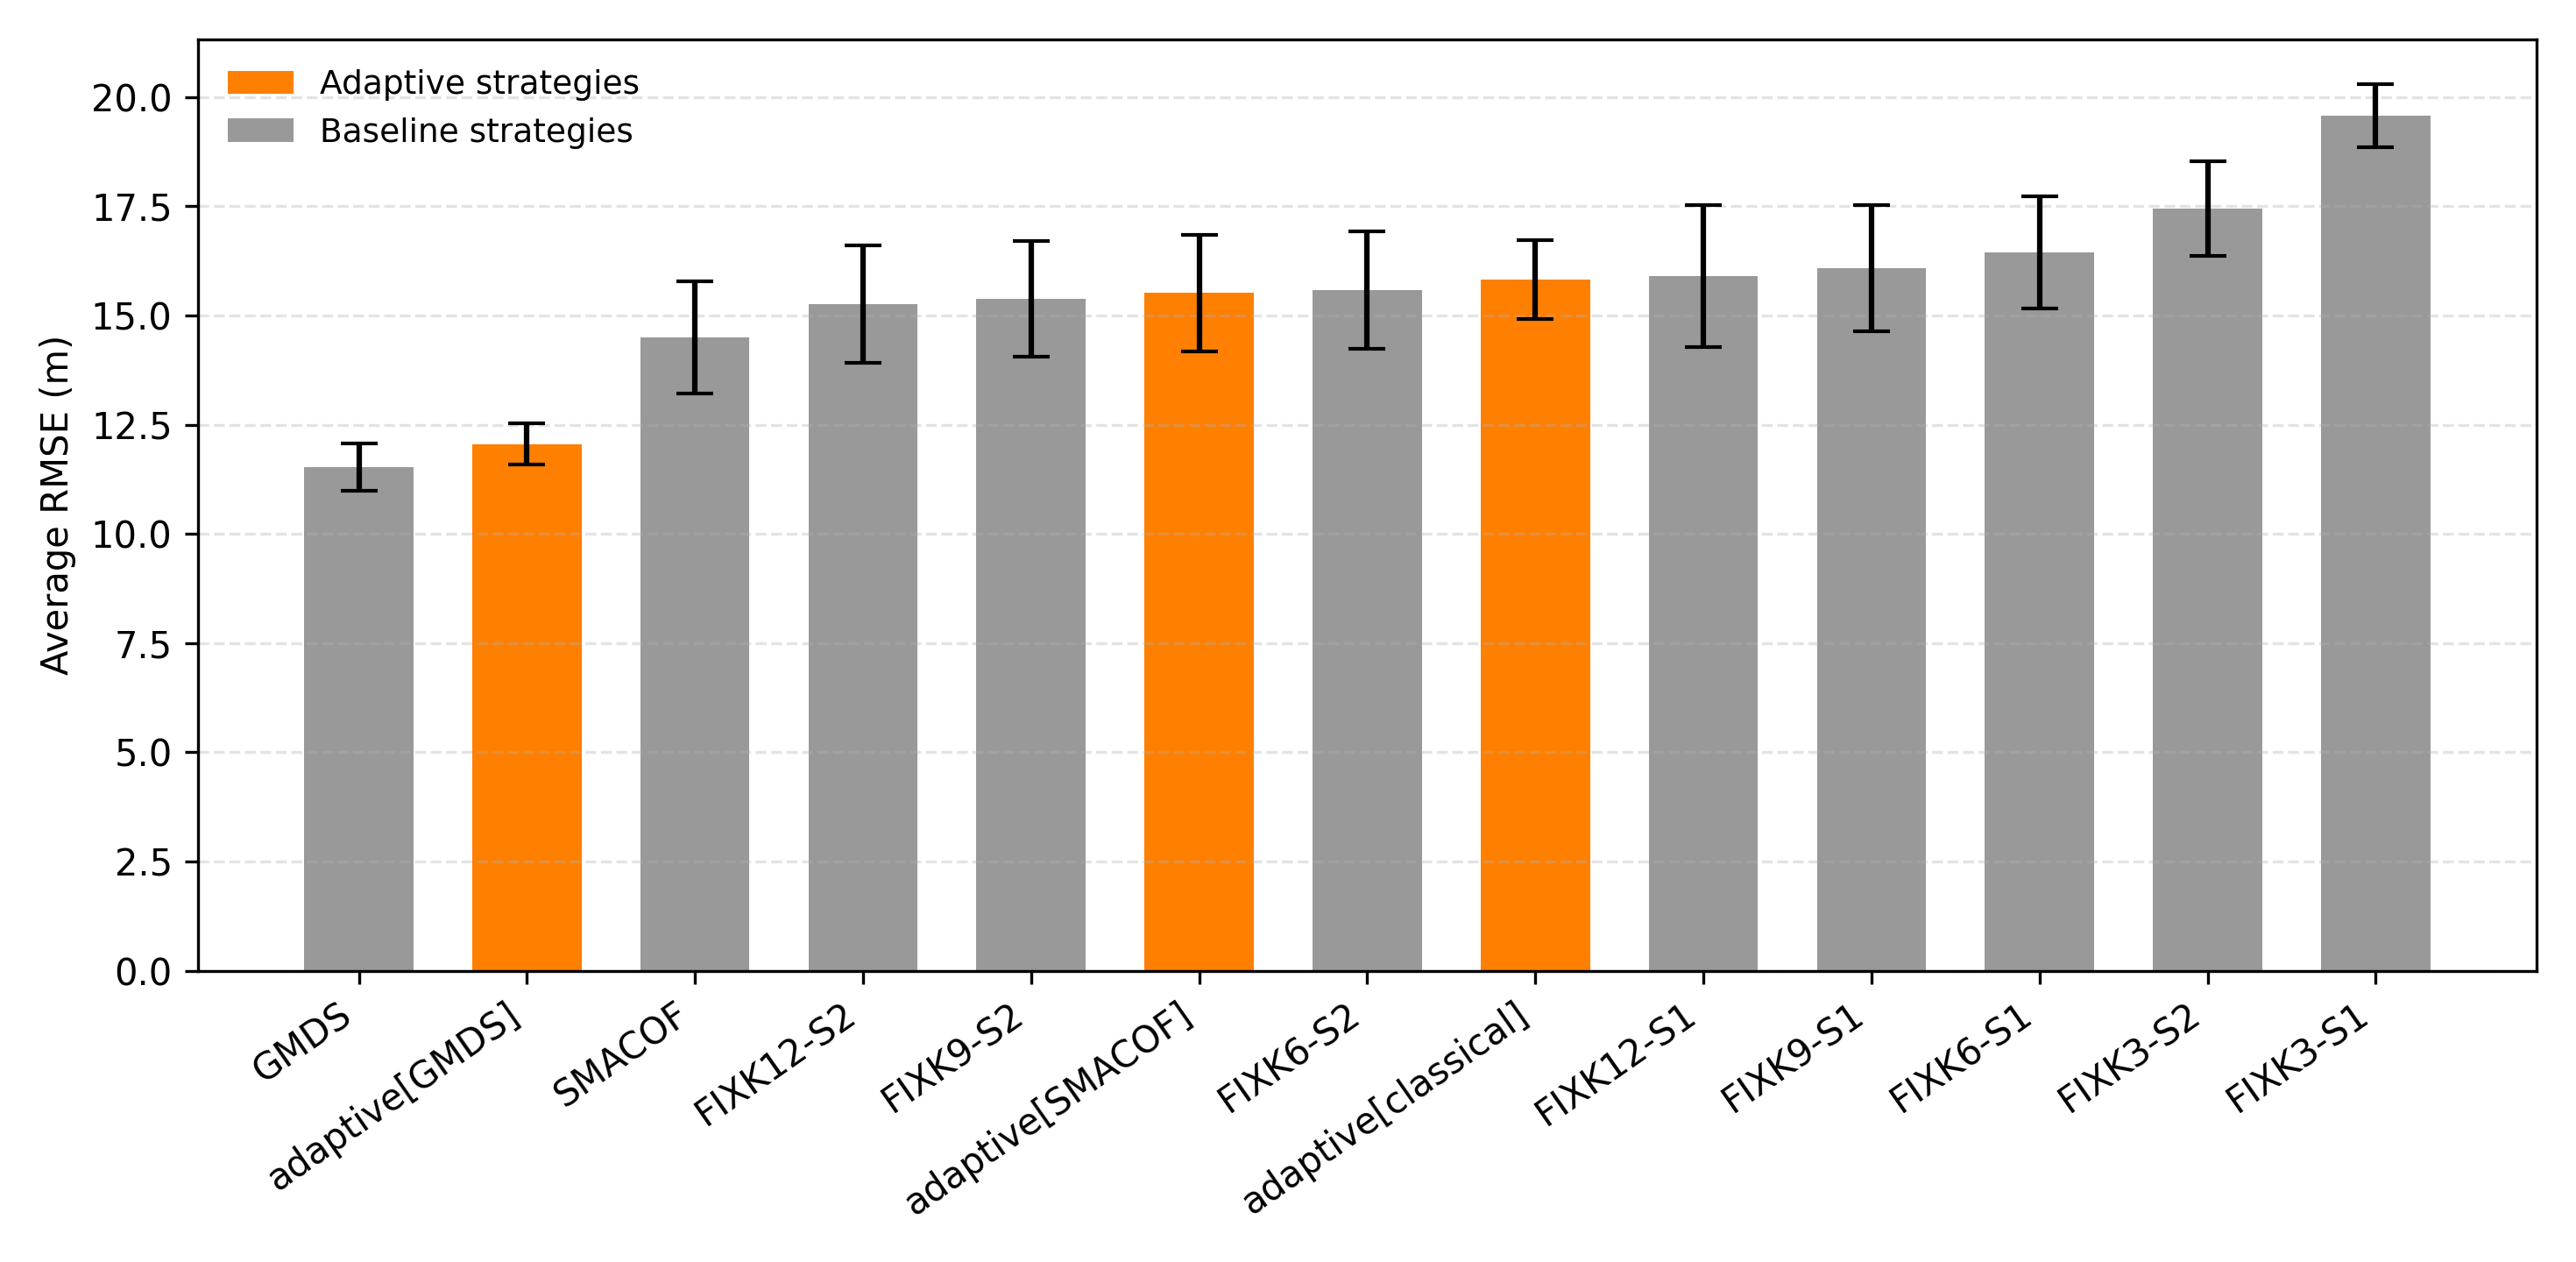 Adaptive strategies
Baseline strategies
Average RMSE (m)
20.0
17.5
15.0
12.5
10.0
7.5
5.0
2.5
0.0
GMDS
adaptive[GMDS]
SMACOF
FIXK12-S2
FIXK9-S2
adaptive[SMACOF]
FIXK6-S2
adaptive[classical]
FIXK12-S1
FIXK9-S1
FIXK6-S1
FIXK3-S2
FIXK3-S1